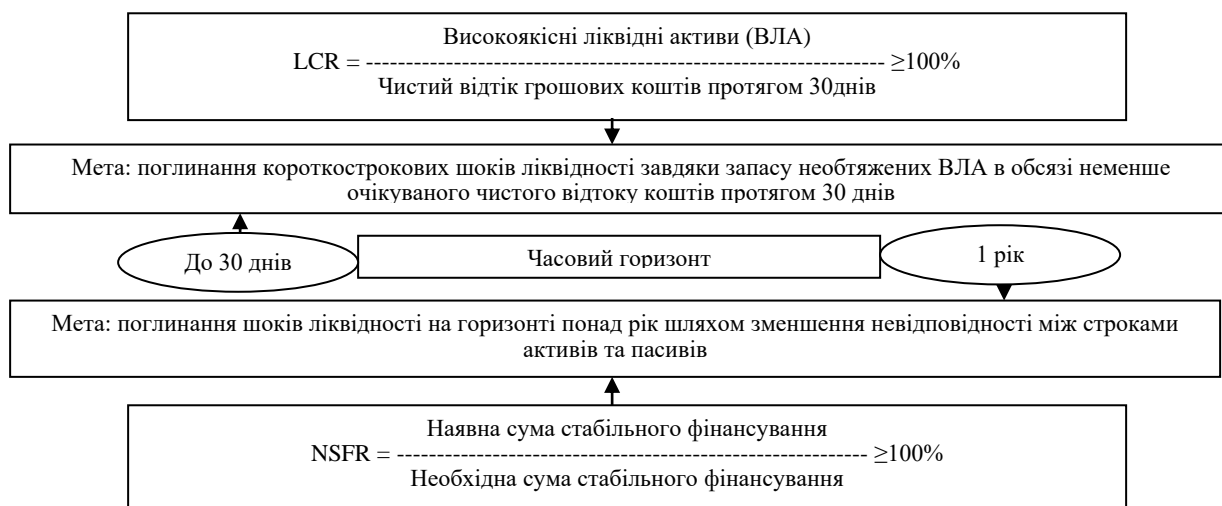 Високоякісні ліквідні активи (ВЛА)
LCR = ---------------------------------------------------------------- ≥100%
Чистий відтік грошових коштів протягом 30днів
Мета: поглинання короткострокових шоків ліквідності завдяки запасу необтяжених ВЛА в обсязі неменше
очікуваного чистого відтоку коштів протягом 30 днів
До 30 днів
Часовий горизонт
1 рік
Мета: поглинання шоків ліквідності на горизонті понад рік шляхом зменшення невідповідності між строками
активів та пасивів
Наявна сума стабільного фінансування
NSFR = ---------------------------------------------------------- ≥100%
Необхідна сума стабільного фінансування